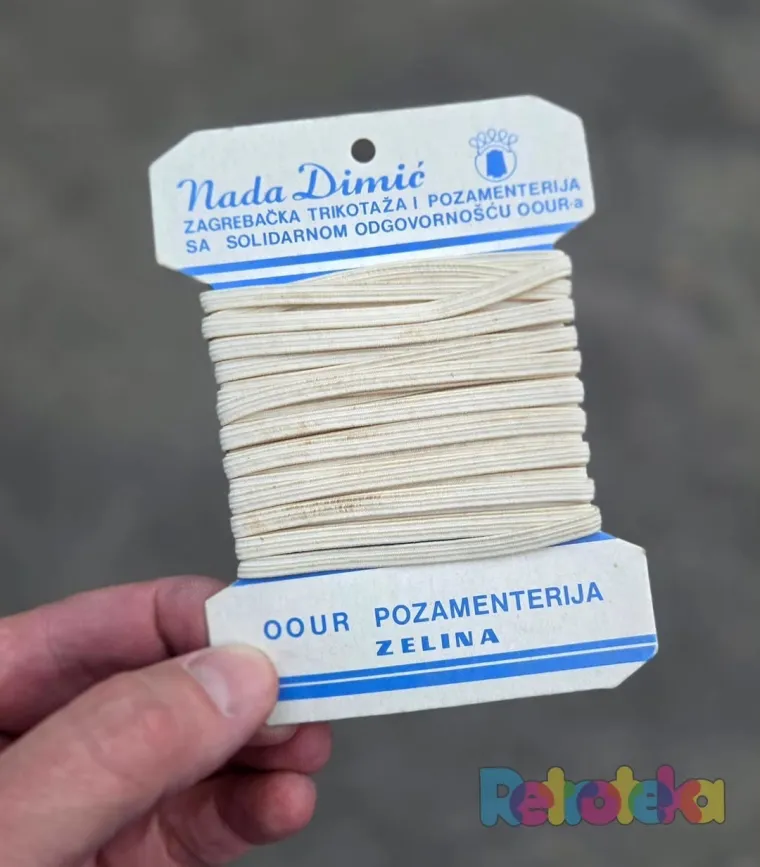 Nada Dimić
ZAGREBAČKA TRIKOTAŽA I POZAMENTERIJA
SA SOLIDARNOM ODGOVORNOŠĆU OOUR-a
OOUR POZAMENTERIJA
ZELINA
Retroteka